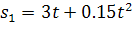 s₁ = 3t + 0.15t²